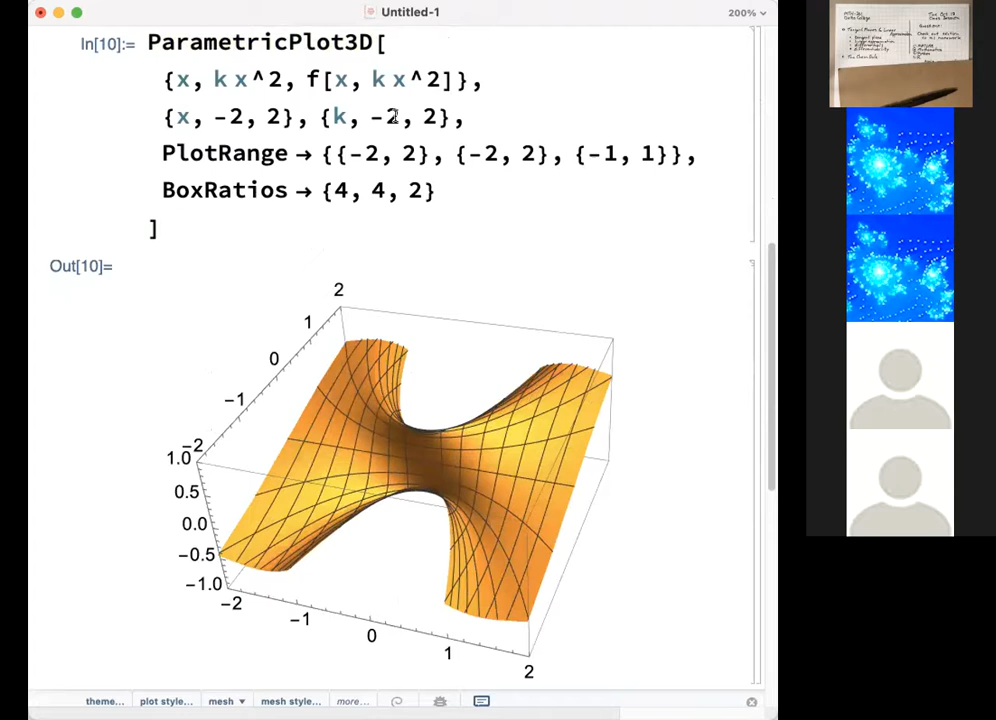 Untitled-1
200%
In[10]:= ParametricPlot3D[
{x, k x^2, f[x, k x^2]},
{x, -2, 2}, {k, -2, 2},
PlotRange → {{-2, 2}, {-2, 2}, {-1, 1}},
BoxRatios → {4, 4, 2}
]
Out[10]=
2
1
0
-1
-2
1.0
0.5
0.0
-0.5
-1.0
-2
-1
0
1
2
theme... plot style... mesh mesh style... more...